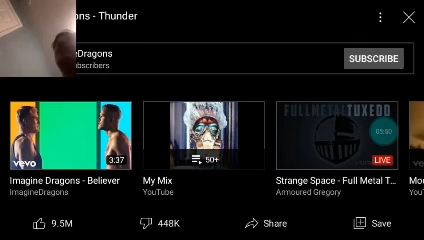 ons - Thunder
eDragons
ubscribers
SUBSCRIBE
vevo
3:37
50+
FULLMETALTUXEDO
05:50
LIVE
Imagine Dragons - Believer
ImagineDragons
My Mix
YouTube
Strange Space - Full Metal T...
Armoured Gregory
Mo
YouT
9.5M
448K
Share
Save